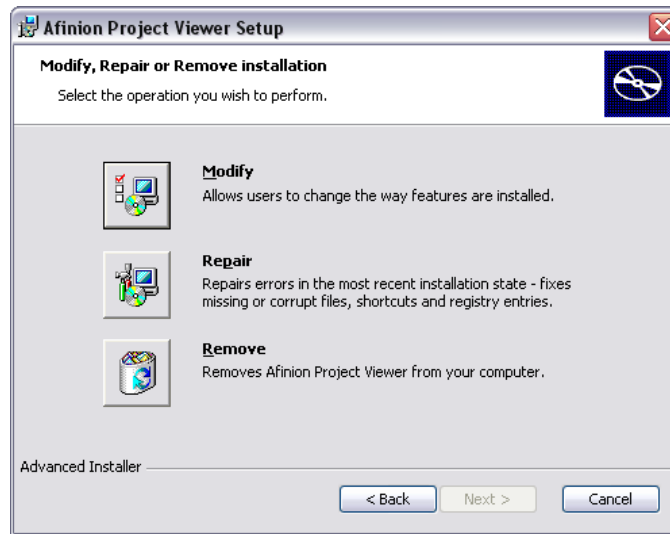 Afinion Project Viewer Setup
Modify, Repair or Remove installation
Select the operation you wish to perform.
Modify
Allows users to change the way features are installed.
Repair
Repairs errors in the most recent installation state - fixes
missing or corrupt files, shortcuts and registry entries.
Remove
Removes Afinion Project Viewer from your computer.
Advanced Installer
< Back
Next >
Cancel